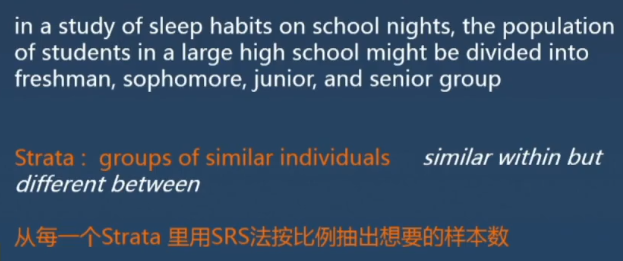 in a study of sleep habits on school nights, the population
of students in a large high school might be divided into
freshman, sophomore, junior, and senior group
Strata : groups of similar individuals similar within but
different between
从每一个Strata 里用SRS法按比例抽出想要的样本数